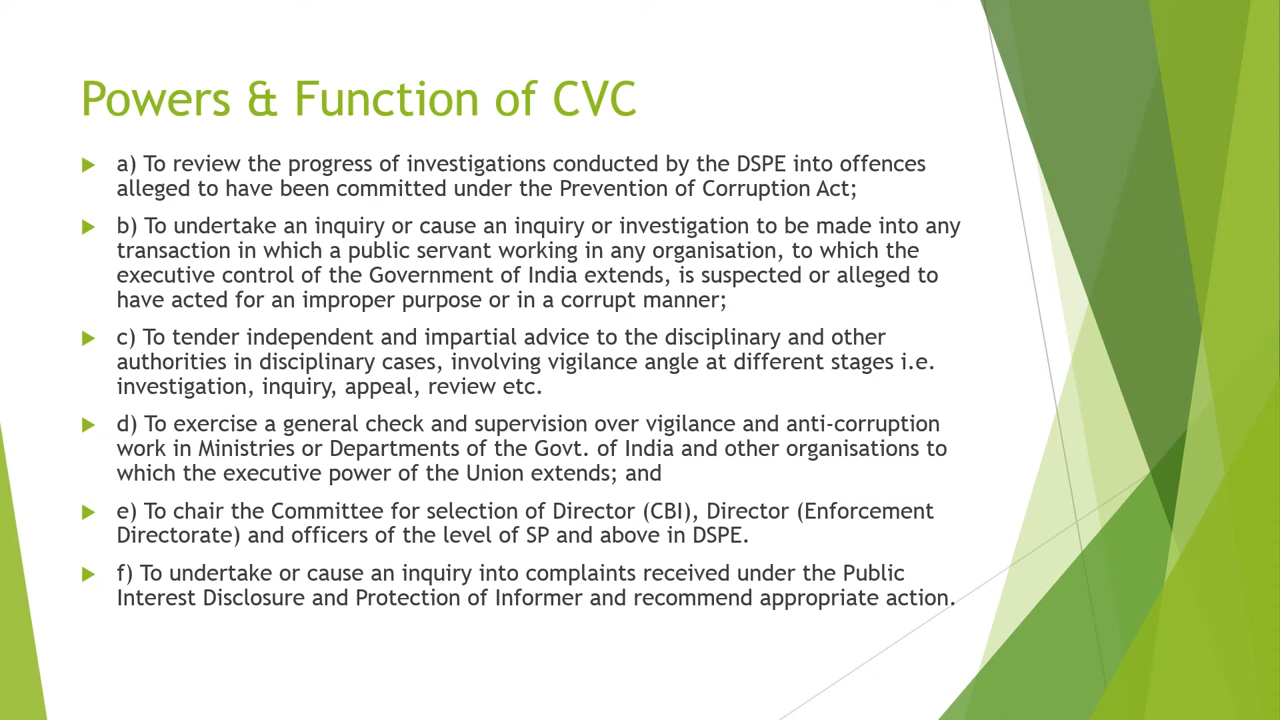 Powers & Function of CVC
a) To review the progress of investigations conducted by the DSPE into offences
alleged to have been committed under the Prevention of Corruption Act;
b) To undertake an inquiry or cause an inquiry or investigation to be made into any
transaction in which a public servant working in any organisation, to which the
executive control of the Government of India extends, is suspected or alleged to
have acted for an improper purpose or in a corrupt manner;
c) To tender independent and impartial advice to the disciplinary and other
authorities in disciplinary cases, involving vigilance angle at different stages i.e.
investigation, inquiry, appeal, review etc.
d) To exercise a general check and supervision over vigilance and anti-corruption
work in Ministries or Departments of the Govt. of India and other organisations to
which the executive power of the Union extends; and
e) To chair the Committee for selection of Director (CBI), Director (Enforcement
Directorate) and officers of the level of SP and above in DSPE.
f) To undertake or cause an inquiry into complaints received under the Public
Interest Disclosure and Protection of Informer and recommend appropriate action.